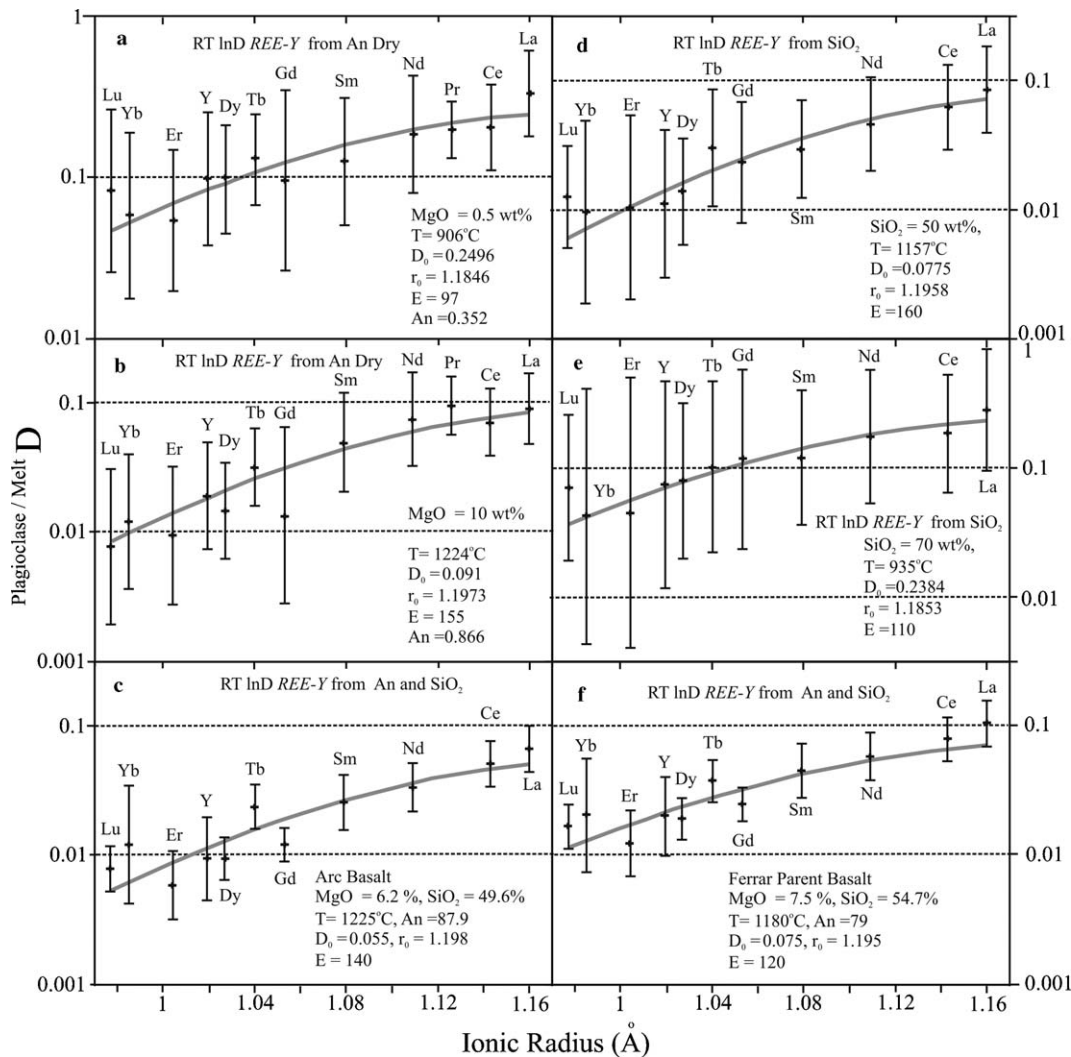 Plagioclase / Melt D
1
0.1
0.01
a
RT lnD REE-Y from An Dry
Lu
Yb
Er
Y
Dy
Tb
Gd
Sm
Nd
Pr
Ce
La
MgO = 0.5 wt%
T= 906°C
D₀ = 0.2496
r₀ = 1.1846
E = 97
An =0.352
d
RT lnD REE-Y from SiO₂
Lu
Yb
Er
Y
Dy
Tb
Gd
Sm
Nd
Ce
La
0.1
0.01
0.001
SiO₂ = 50 wt%,
T= 1157°C
D₀ =0.0775
r₀ = 1.1958
E = 160
b
RT lnD REE-Y from An Dry
0.1
0.01
0.001
Lu
Yb
Er
Y
Dy
Tb
Gd
Sm
Nd
Pr
Ce
La
MgO = 10 wt%
T= 1224°C
D₀ = 0.091
r₀ = 1.1973
E = 155
An =0.866
e
1
0.1
0.01
Lu
Yb
Er
Y
Dy
Tb
Gd
Sm
Nd
Ce
La
RT lnD REE-Y from SiO₂
SiO₂ = 70 wt%,
T= 935°C
D₀ =0.2384
r₀ = 1.1853
E =110
c
RT lnD REE-Y from An and SiO₂
0.1
0.01
0.001
Lu
Yb
Er
Y
Dy
Tb
Gd
Sm
Nd
Ce
La
Arc Basalt
MgO = 6.2 %, SiO₂ = 49.6%
T= 1225°C, An =87.9
D₀ = 0.055, r₀ = 1.198
E = 140
f
RT lnD REE-Y from An and SiO₂
0.1
0.01
0.001
Lu
Yb
Er
Y
Dy
Tb
Gd
Sm
Nd
Ce
La
Ferrar Parent Basalt
MgO = 7.5 %, SiO₂ = 54.7%
T= 1180°C, An =79
D₀ = 0.075, r₀ = 1.195
E = 120
1
1.04
1.08
1.12
1.16
1
1.04
1.08
1.12
1.16
Ionic Radius (Å)